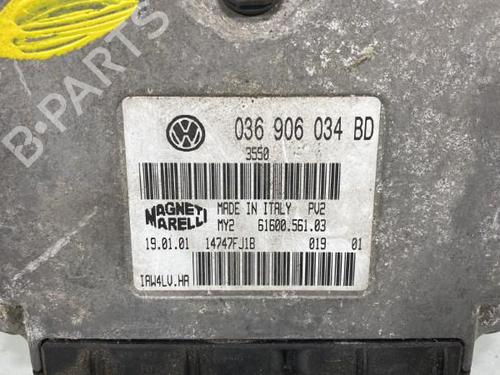 B-PARTS
036 906 034 BD
3550
MAGNETI MARELLI
MADE IN ITALY PV2
MY2 61600.561.03
19.01.01 14747FJ1B 019 01
IAW4LV.HA